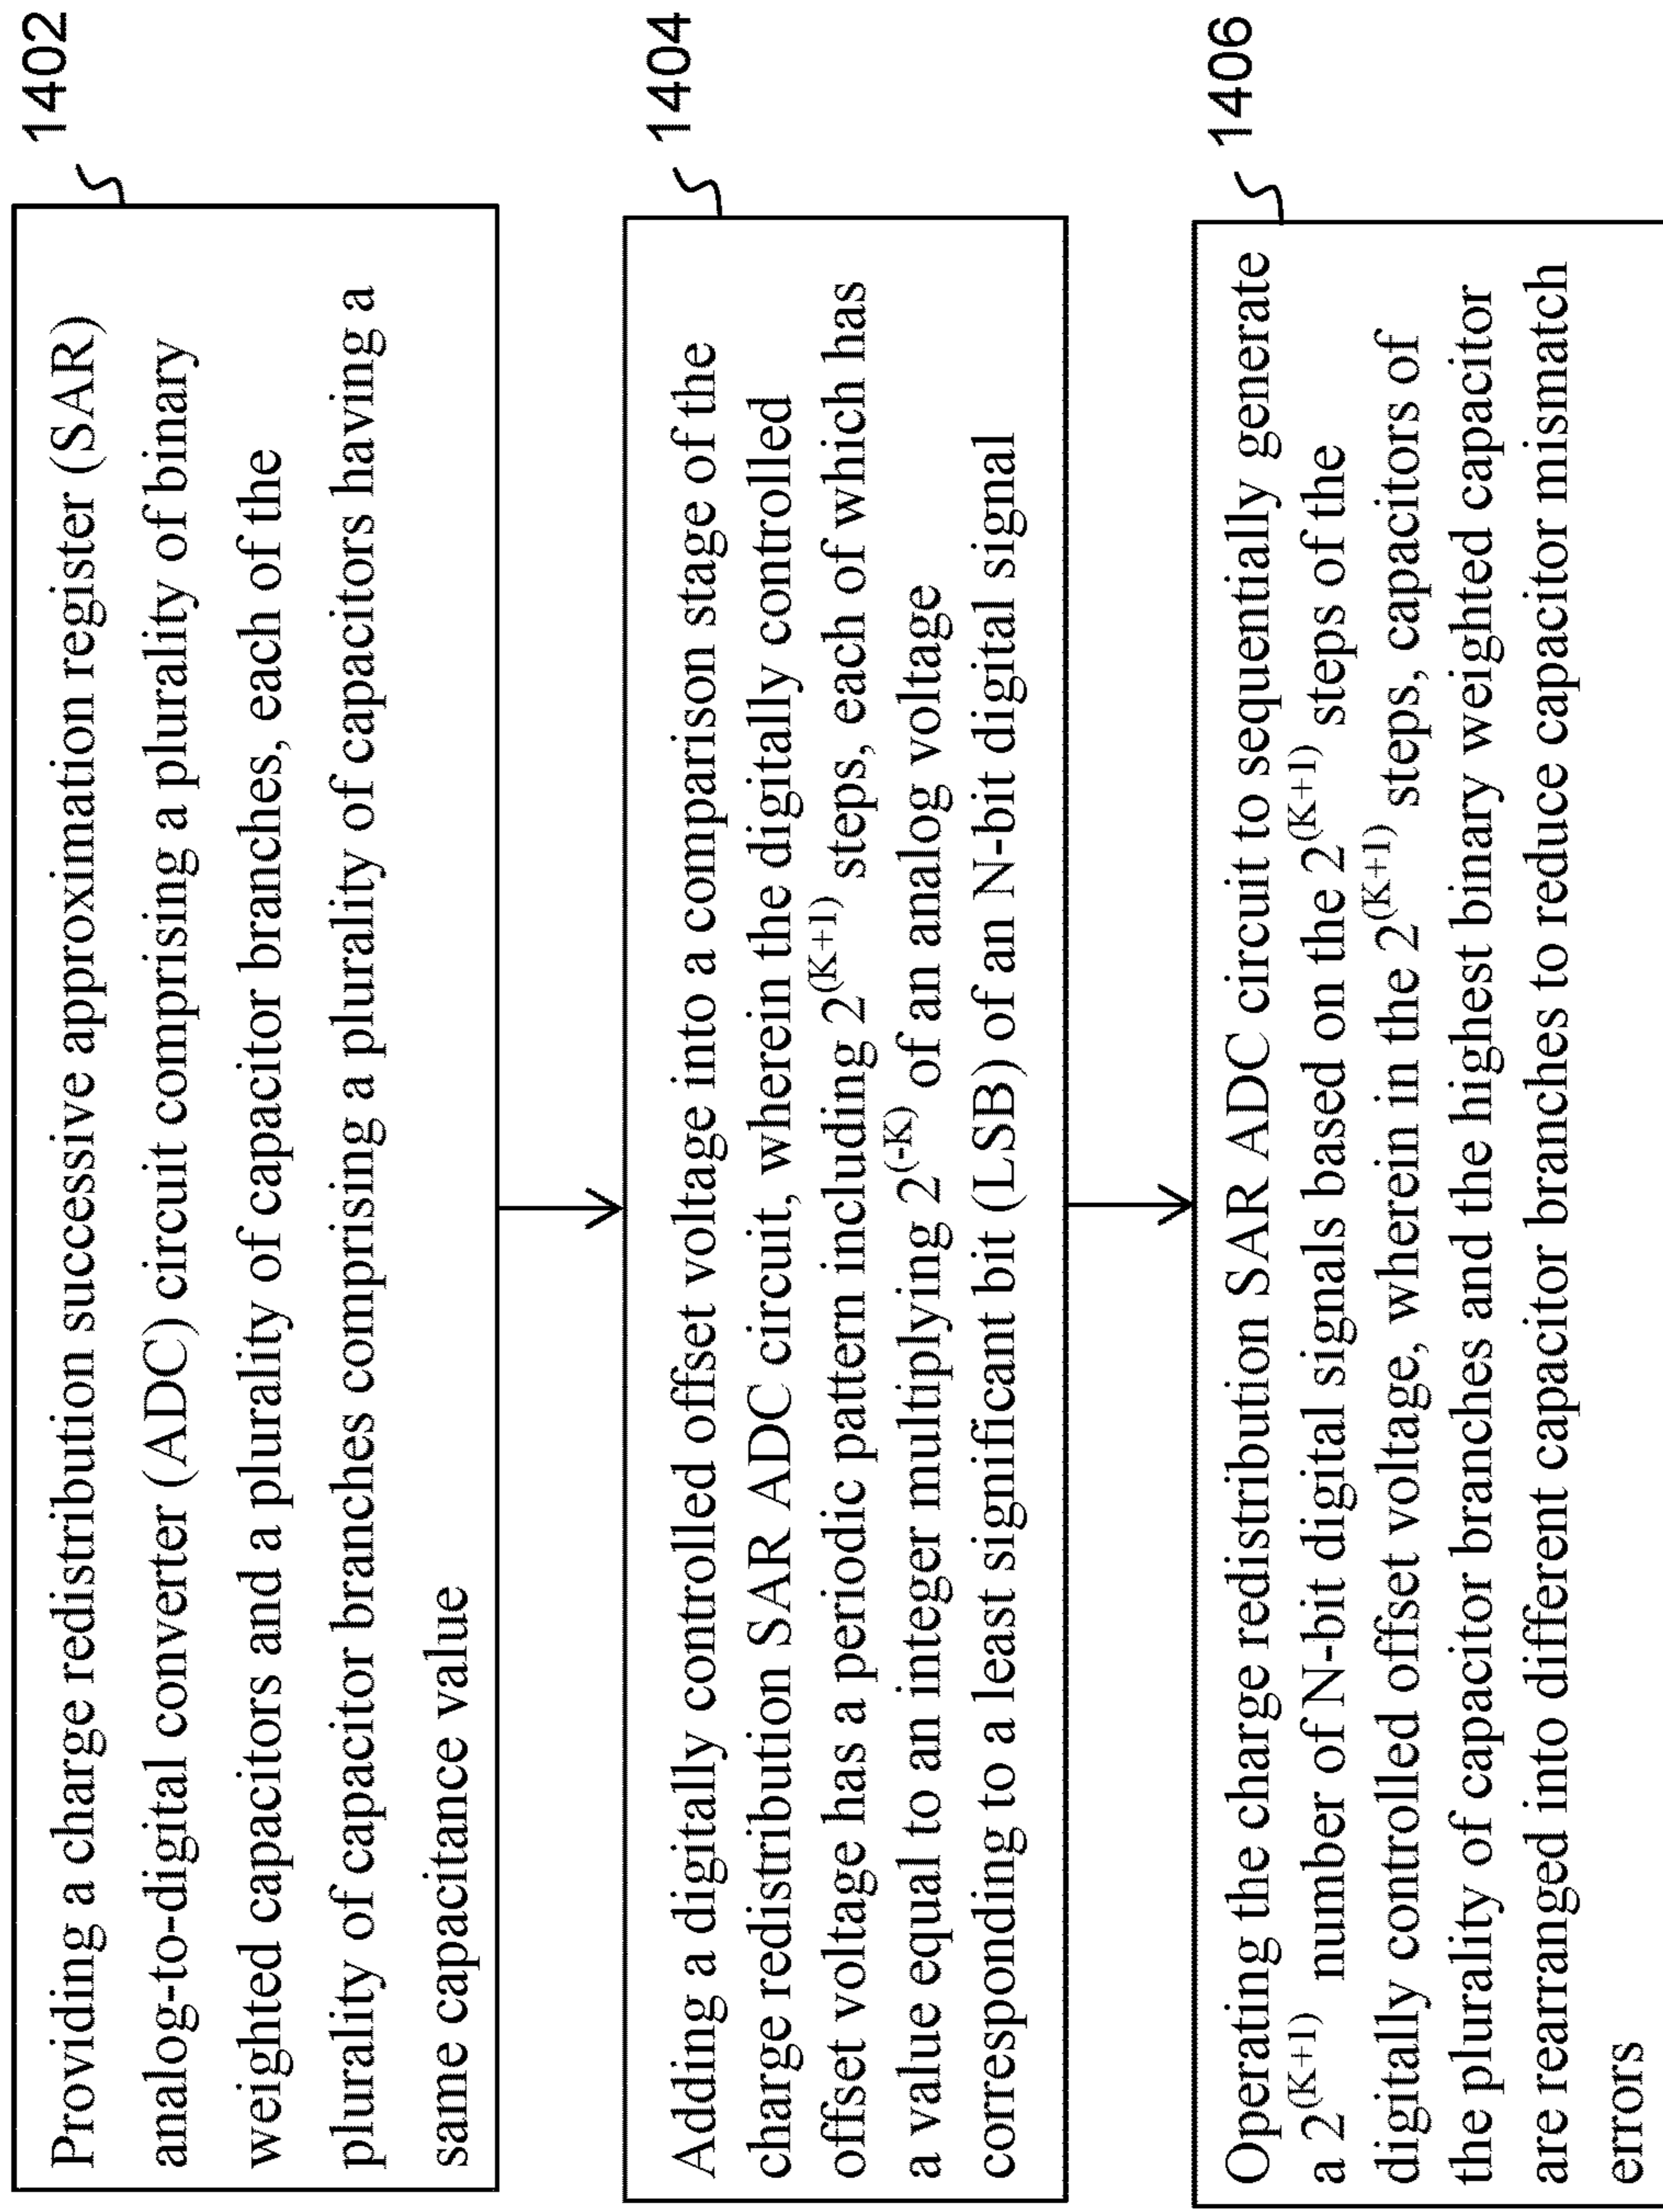 Providing a charge redistribution successive approximation register (SAR)
analog-to-digital converter (ADC) circuit comprising a plurality of binary
weighted capacitors and a plurality of capacitor branches, each of the
plurality of capacitor branches comprising a plurality of capacitors having a
same capacitance value
1402
Adding a digitally controlled offset voltage into a comparison stage of the
charge redistribution SAR ADC circuit, wherein the digitally controlled
offset voltage has a periodic pattern including 2^(K+1) steps, each of which has
a value equal to an integer multiplying 2^(-K) of an analog voltage
corresponding to a least significant bit (LSB) of an N-bit digital signal
1404
Operating the charge redistribution SAR ADC circuit to sequentially generate
a 2^(K+1) number of N-bit digital signals based on the 2^(K+1) steps of the
digitally controlled offset voltage, wherein in the 2^(K+1) steps, capacitors of
the plurality of capacitor branches and the highest binary weighted capacitor
are rearranged into different capacitor branches to reduce capacitor mismatch
errors
1406